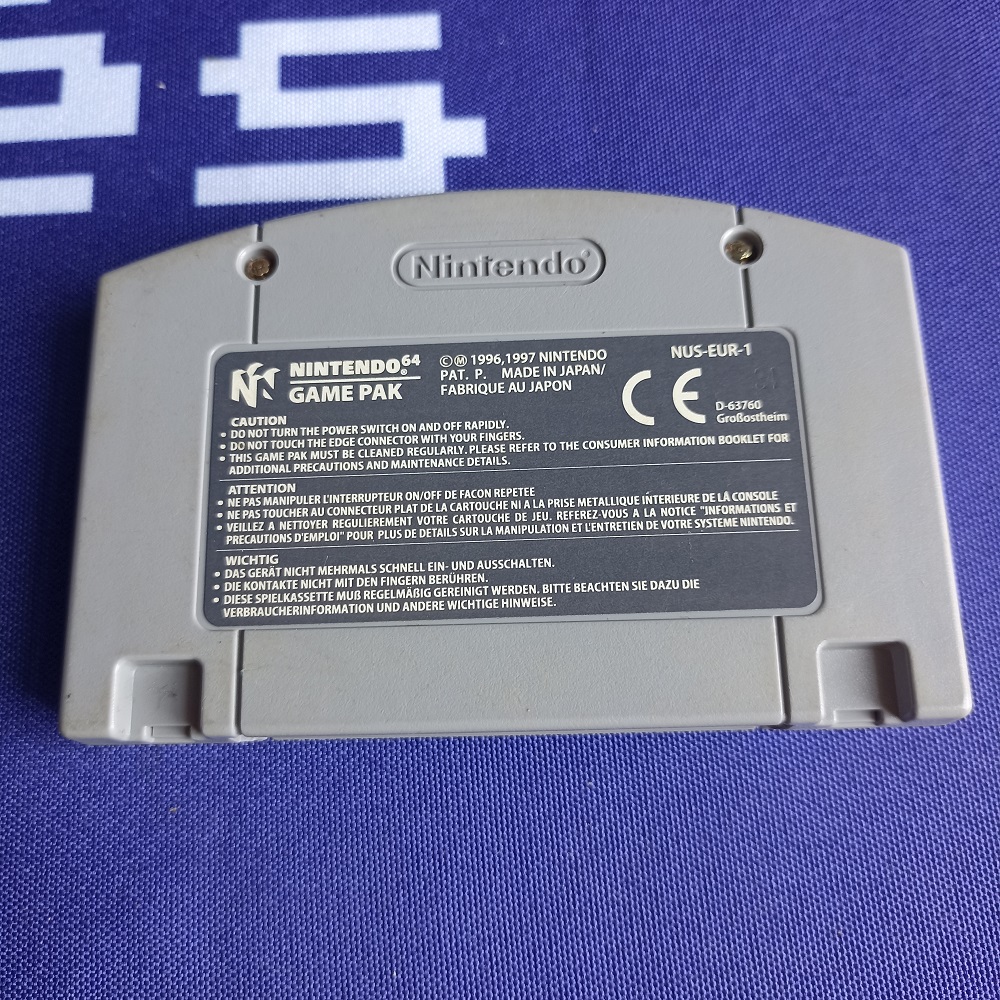 Nintendo®
NINTENDO®64
GAME PAK
©Ⓜ 1996,1997 NINTENDO
PAT. P. MADE IN JAPAN/
FABRIQUE AU JAPON
NUS-EUR-1
CE
D-63760
Großostheim
CAUTION
• DO NOT TURN THE POWER SWITCH ON AND OFF RAPIDLY.
• DO NOT TOUCH THE EDGE CONNECTOR WITH YOUR FINGERS.
• THIS GAME PAK MUST BE CLEANED REGULARLY. PLEASE REFER TO THE CONSUMER INFORMATION BOOKLET FOR
ADDITIONAL PRECAUTIONS AND MAINTENANCE DETAILS.
ATTENTION
• NE PAS MANIPULER L'INTERRUPTEUR ON/OFF DE FACON REPETEE
• NE PAS TOUCHER AU CONNECTEUR PLAT DE LA CARTOUCHE NI A LA PRISE METALLIQUE INTERIEURE DE LA CONSOLE
• VEILLEZ A NETTOYER REGULIEREMENT VOTRE CARTOUCHE DE JEU. REFEREZ-VOUS A LA NOTICE "INFORMATIONS ET
PRECAUTIONS D'EMPLOI" POUR PLUS DE DETAILS SUR LA MANIPULATION ET L'ENTRETIEN DE VOTRE SYSTEME NINTENDO.
WICHTIG
• DAS GERÄT NICHT MEHRMALS SCHNELL EIN- UND AUSSCHALTEN.
• DIE KONTAKTE NICHT MIT DEN FINGERN BERÜHREN.
• DIESE SPIELKASSETTE MUß REGELMÄßIG GEREINIGT WERDEN. BITTE BEACHTEN SIE DAZU DIE
VERBRAUCHERINFORMATION UND ANDERE WICHTIGE HINWEISE.